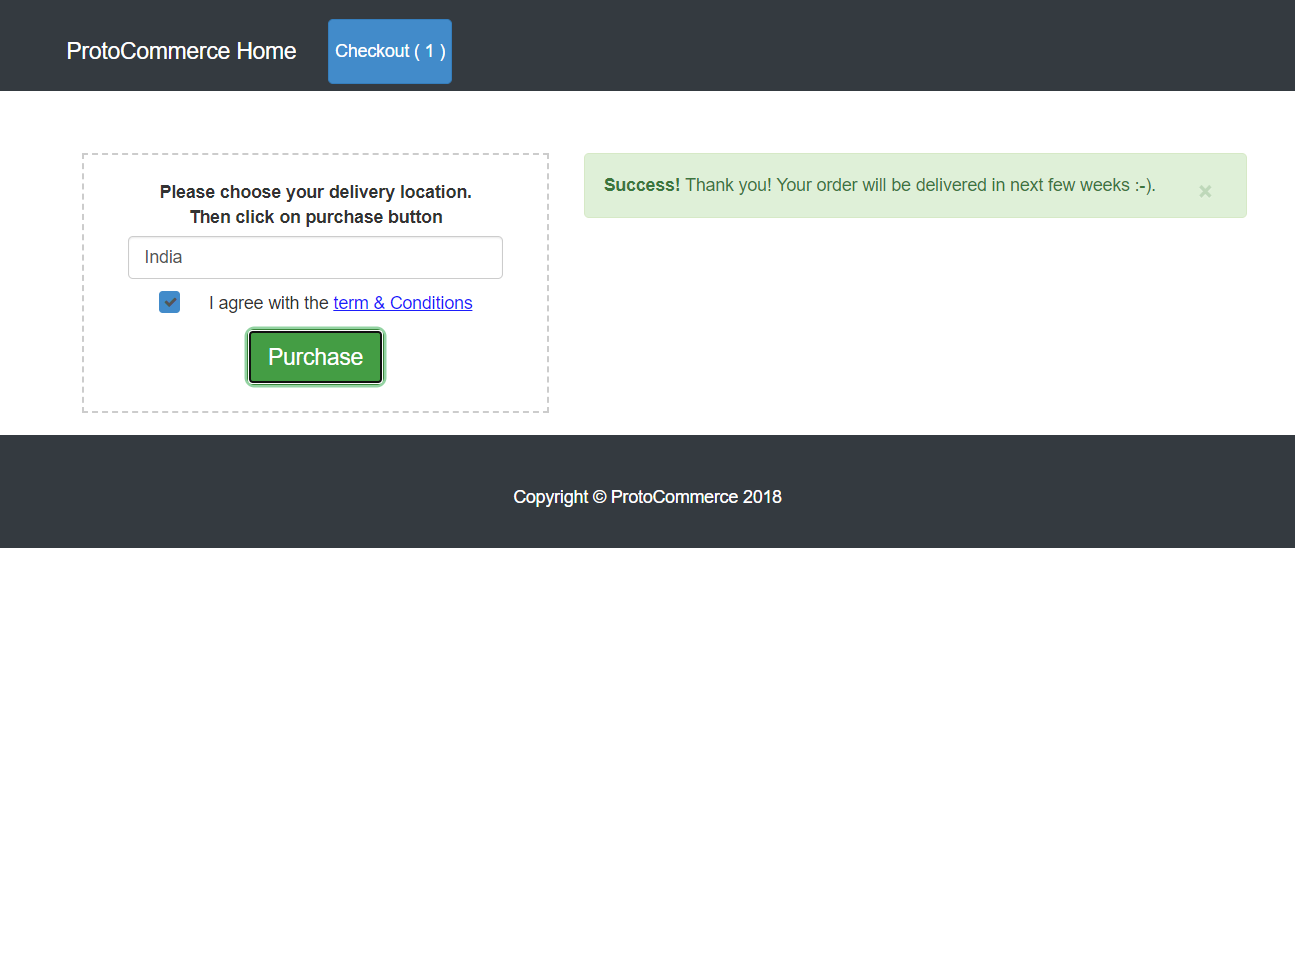 ProtoCommerce Home
Checkout ( 1 )
Please choose your delivery location.
Then click on purchase button
India
I agree with the term & Conditions
Purchase
Success! Thank you! Your order will be delivered in next few weeks :-).
×
Copyright © ProtoCommerce 2018